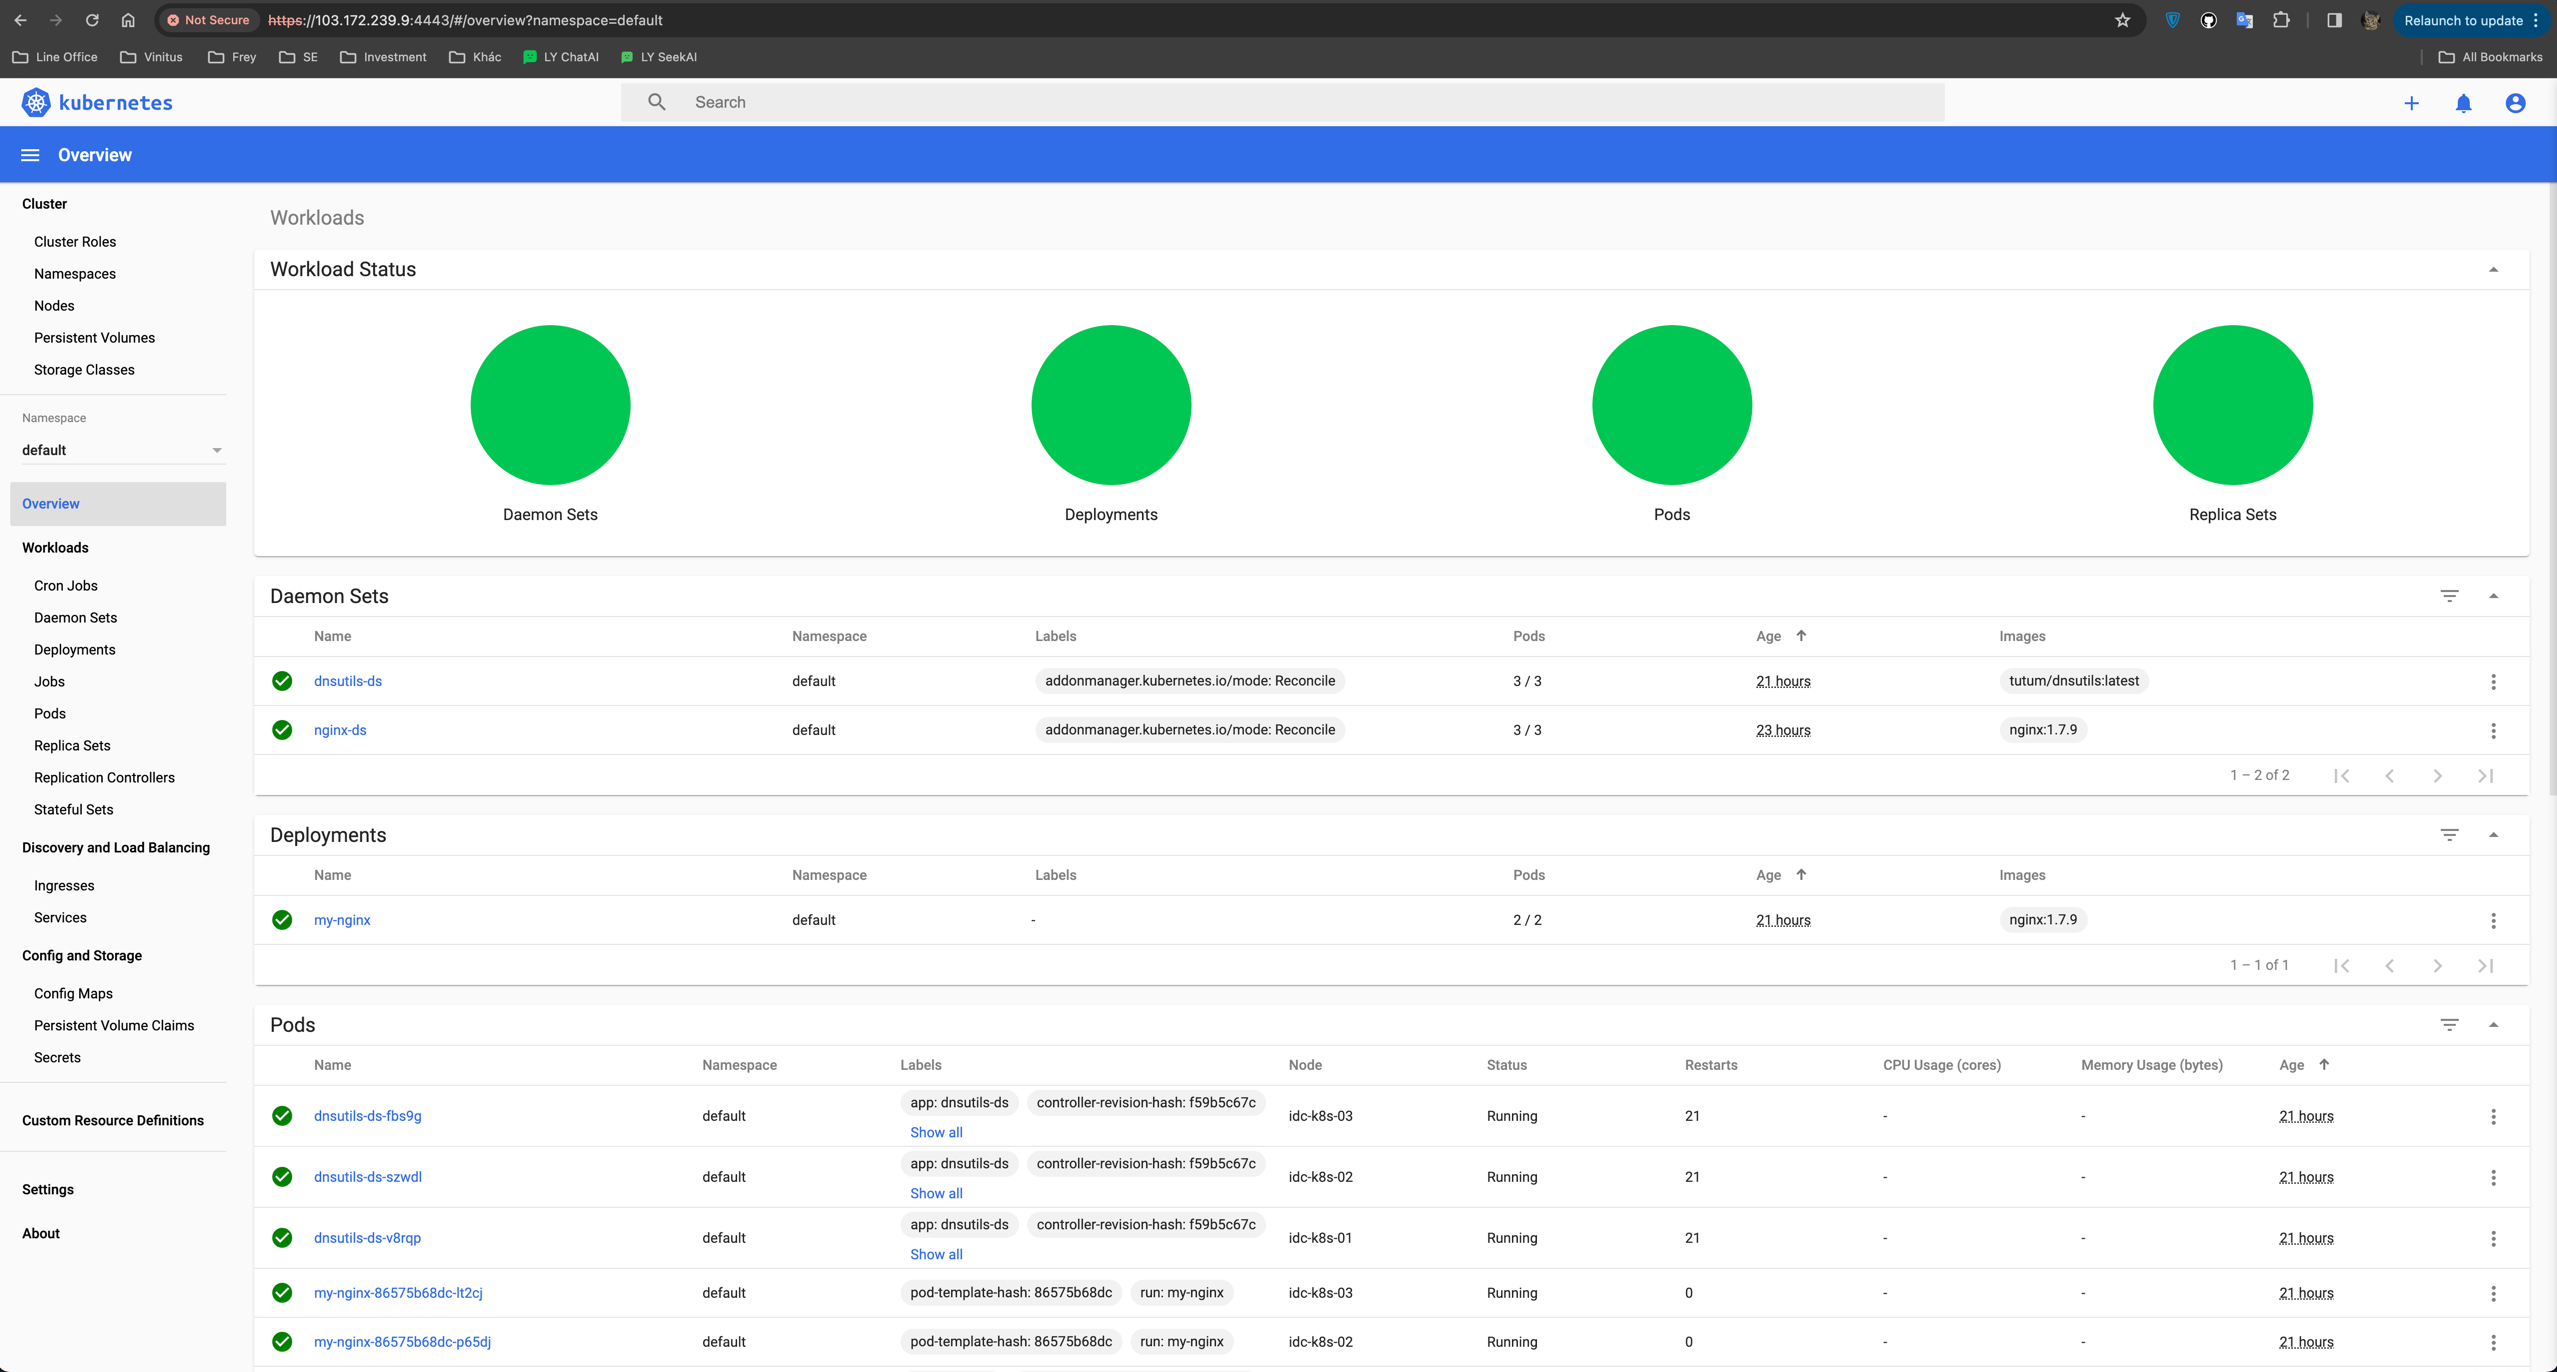 Not Secure https://103.172.239.9:4443/#/overview?namespace=default Relaunch to update
Line Office Vinitus Frey SE Investment Khác LY ChatAI LY SeekAI All Bookmarks
kubernetes Search
Overview
Cluster
Cluster Roles
Namespaces
Nodes
Persistent Volumes
Storage Classes
Namespace
default
Overview
Workloads
Cron Jobs
Daemon Sets
Deployments
Jobs
Pods
Replica Sets
Replication Controllers
Stateful Sets
Discovery and Load Balancing
Ingresses
Services
Config and Storage
Config Maps
Persistent Volume Claims
Secrets
Custom Resource Definitions
Settings
About
Workloads
Workload Status
Daemon Sets Deployments Pods Replica Sets
Daemon Sets
Name Namespace Labels Pods Age Images
dnsutils-ds default addonmanager.kubernetes.io/mode: Reconcile 3 / 3 21 hours tutum/dnsutils:latest
nginx-ds default addonmanager.kubernetes.io/mode: Reconcile 3 / 3 23 hours nginx:1.7.9
1 – 2 of 2
Deployments
Name Namespace Labels Pods Age Images
my-nginx default - 2 / 2 21 hours nginx:1.7.9
1 – 1 of 1
Pods
Name Namespace Labels Node Status Restarts CPU Usage (cores) Memory Usage (bytes) Age
dnsutils-ds-fbs9g default app: dnsutils-ds controller-revision-hash: f59b5c67c idc-k8s-03 Running 21 - - 21 hours
Show all
dnsutils-ds-szwdl default app: dnsutils-ds controller-revision-hash: f59b5c67c idc-k8s-02 Running 21 - - 21 hours
Show all
dnsutils-ds-v8rqp default app: dnsutils-ds controller-revision-hash: f59b5c67c idc-k8s-01 Running 21 - - 21 hours
Show all
my-nginx-86575b68dc-lt2cj default pod-template-hash: 86575b68dc run: my-nginx idc-k8s-03 Running 0 - - 21 hours
my-nginx-86575b68dc-p65dj default pod-template-hash: 86575b68dc run: my-nginx idc-k8s-02 Running 0 - - 21 hours